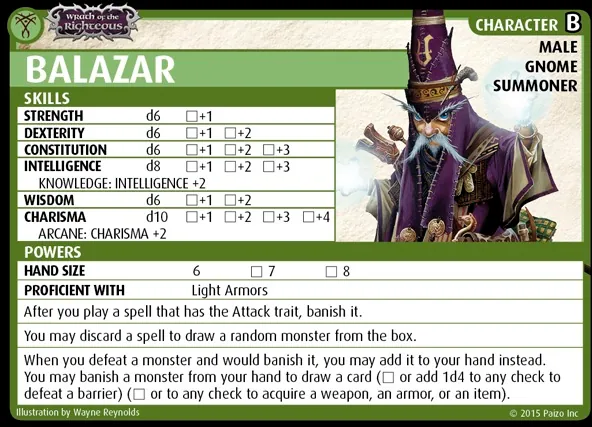 WRATH OF THE
RIGHTEOUS
CHARACTER B
BALAZAR
MALE
GNOME
SUMMONER
SKILLS
STRENGTH d6 □+1
DEXTERITY d6 □+1 □+2
CONSTITUTION d6 □+1 □+2 □+3
INTELLIGENCE d8 □+1 □+2 □+3
KNOWLEDGE: INTELLIGENCE +2
WISDOM d6 □+1 □+2
CHARISMA d10 □+1 □+2 □+3 □+4
ARCANE: CHARISMA +2
POWERS
HAND SIZE 6 □ 7 □ 8
PROFICIENT WITH Light Armors
After you play a spell that has the Attack trait, banish it.
You may discard a spell to draw a random monster from the box.
When you defeat a monster and would banish it, you may add it to your hand instead.
You may banish a monster from your hand to draw a card (□ or add 1d4 to any check to
defeat a barrier) (□ or to any check to acquire a weapon, an armor, or an item).
Illustration by Wayne Reynolds © 2015 Paizo Inc